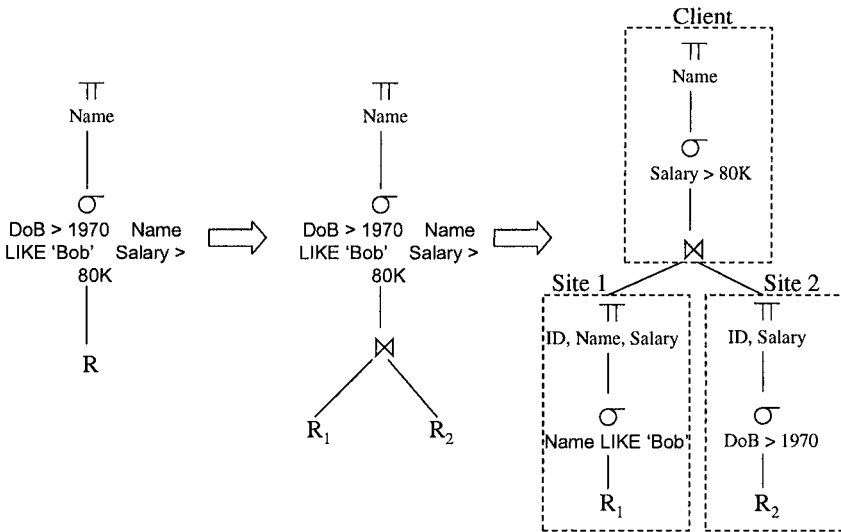 π
Name
σ
DoB > 1970 Name
LIKE ‘Bob’ Salary >
80K
R
π
Name
σ
DoB > 1970 Name
LIKE ‘Bob’ Salary >
80K
⋈
R₁ R₂
Client
π
Name
σ
Salary > 80K
⋈
Site 1
π
ID, Name, Salary
σ
Name LIKE ‘Bob’
R₁
Site 2
π
ID, Salary
σ
DoB > 1970
R₂